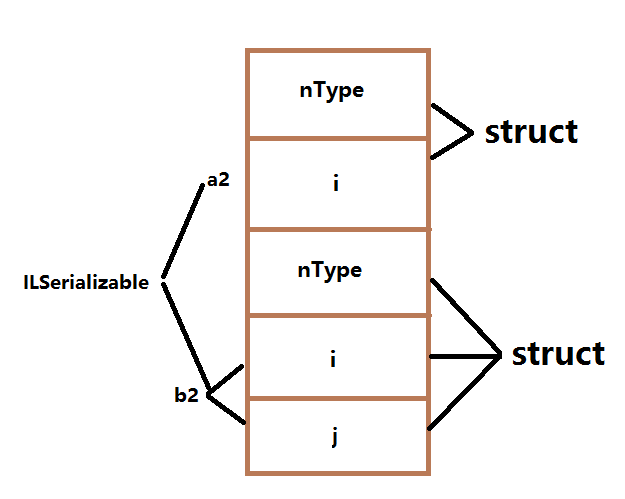 nType
struct
a2
i
nType
ILSerializable
struct
i
b2
j